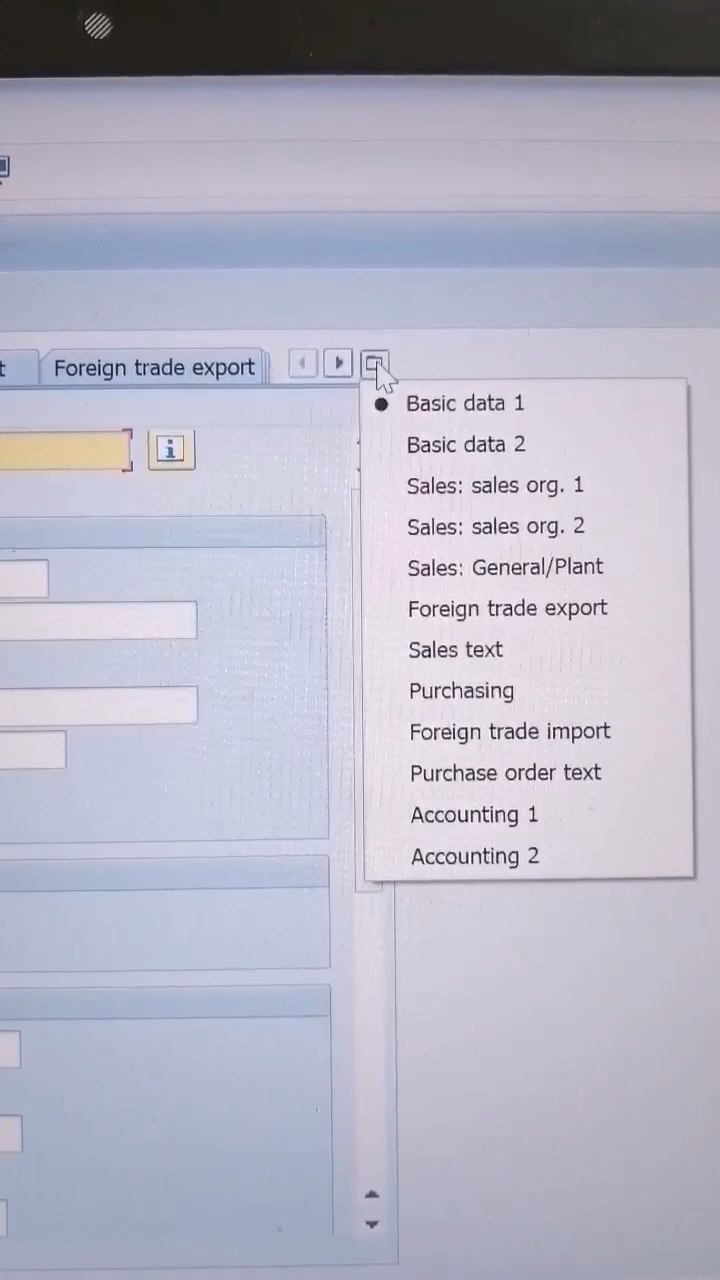 t
Foreign trade export
Basic data 1
Basic data 2
Sales: sales org. 1
Sales: sales org. 2
Sales: General/Plant
Foreign trade export
Sales text
Purchasing
Foreign trade import
Purchase order text
Accounting 1
Accounting 2